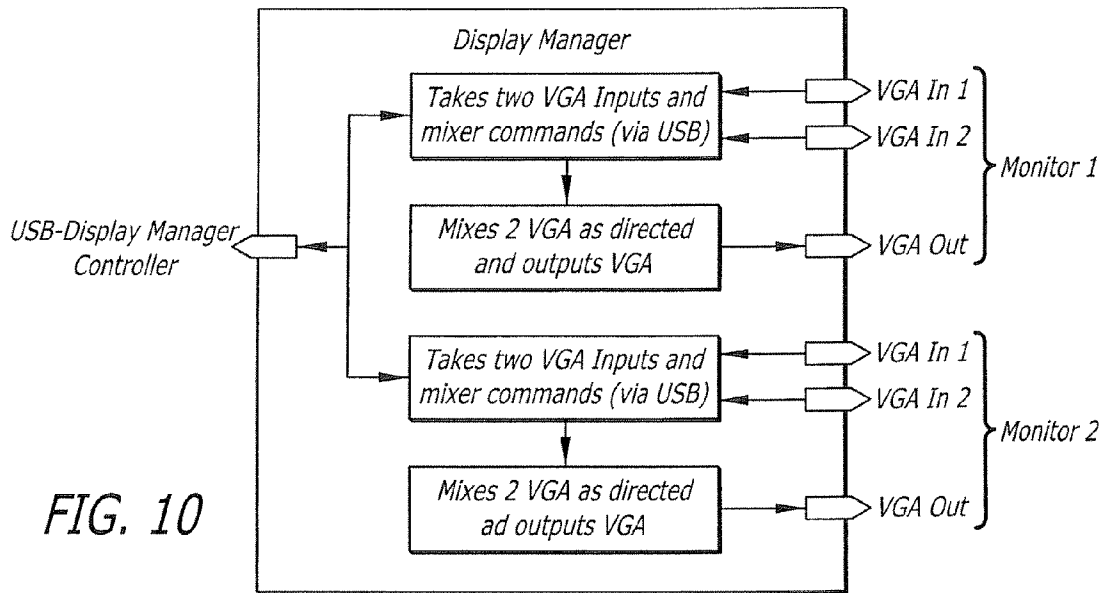 Display Manager
Takes two VGA Inputs and
mixer commands (via USB)
VGA In 1
VGA In 2
Monitor 1
Mixes 2 VGA as directed
and outputs VGA
VGA Out
USB-Display Manager
Controller
Takes two VGA Inputs and
mixer commands (via USB)
VGA In 1
VGA In 2
Monitor 2
Mixes 2 VGA as directed
ad outputs VGA
VGA Out
FIG. 10